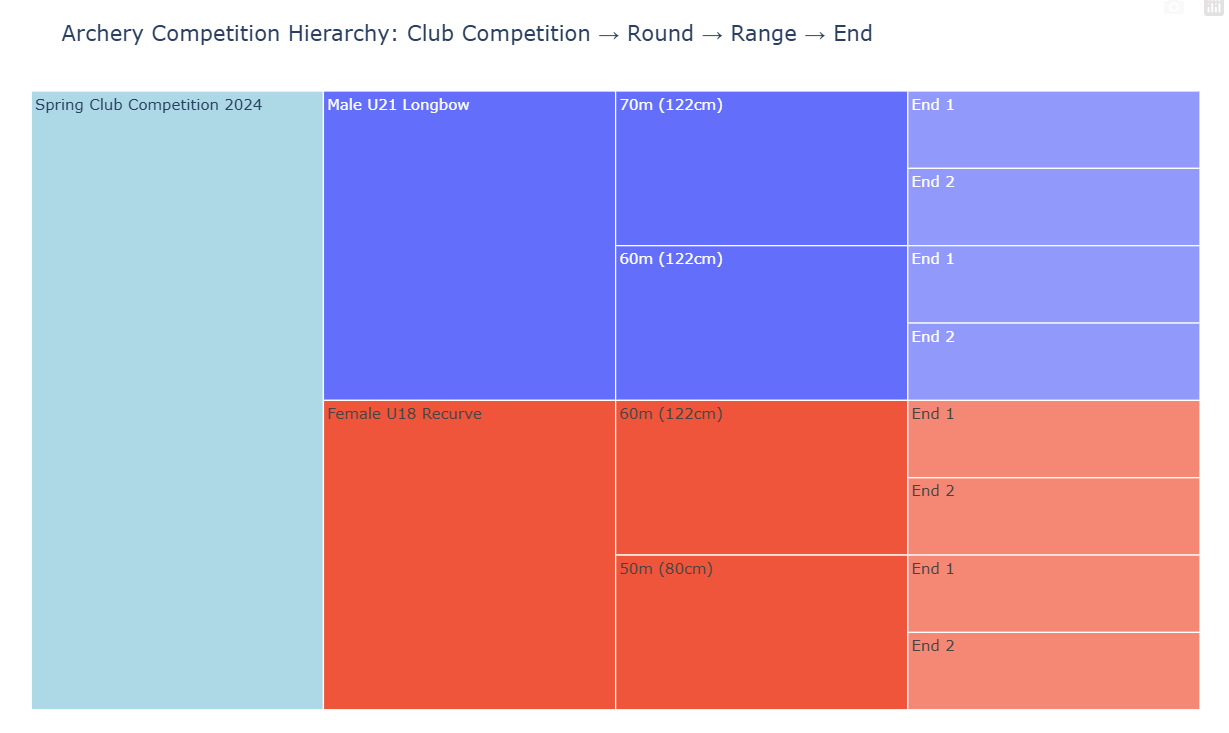 Archery Competition Hierarchy: Club Competition → Round → Range → End
Spring Club Competition 2024
Male U21 Longbow
70m (122cm)
End 1
End 2
60m (122cm)
End 1
End 2
Female U18 Recurve
60m (122cm)
End 1
End 2
50m (80cm)
End 1
End 2